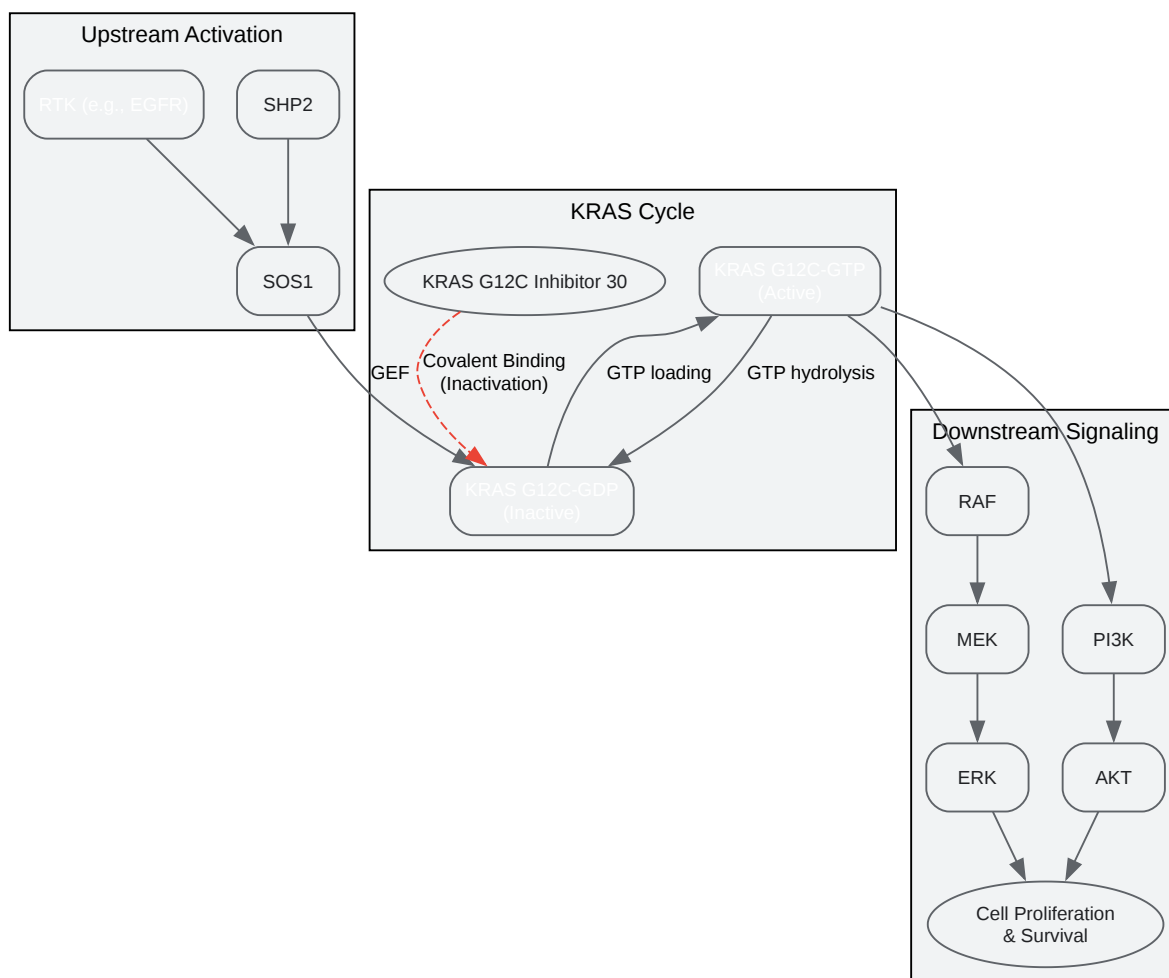 Upstream Activation
RTK (e.g., EGFR)
SHP2
SOS1
KRAS Cycle
KRAS G12C Inhibitor 30
KRAS G12C-GTP
(Active)
GEF
Covalent Binding
(Inactivation)
GTP loading
GTP hydrolysis
KRAS G12C-GDP
(Inactive)
Downstream Signaling
RAF
MEK
PI3K
ERK
AKT
Cell Proliferation
& Survival